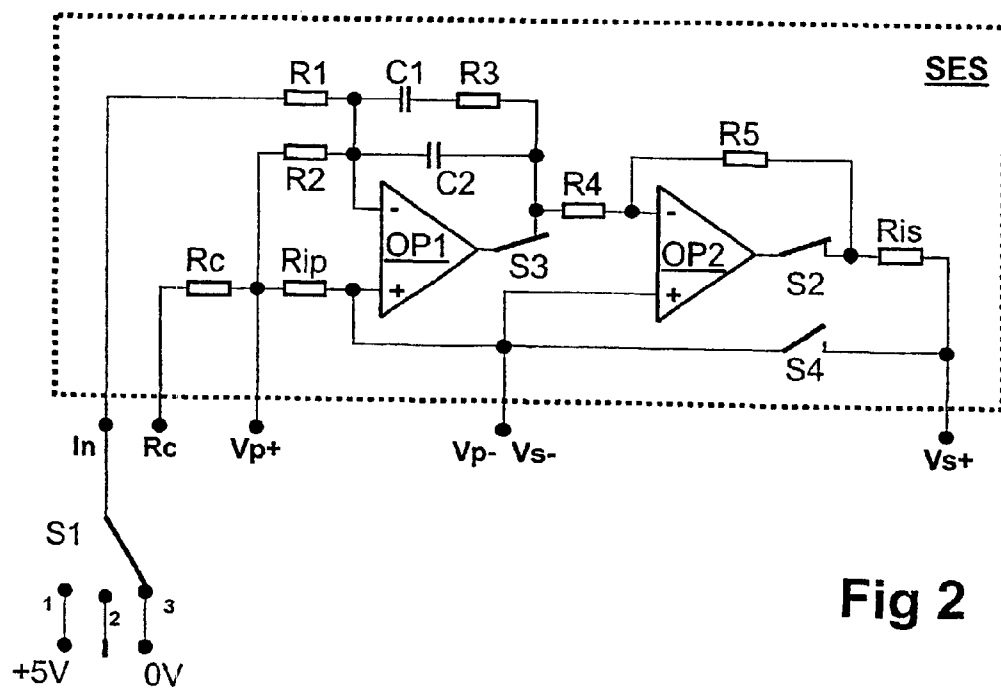 SES
R1 C1 R3
R2 C2
R4 R5
- OP1 +
S3
- OP2 +
S2
Ris
Rc Rip
S4
In Rc Vp+ Vp- Vs- Vs+
S1
1 2 3
+5V 0V
Fig 2